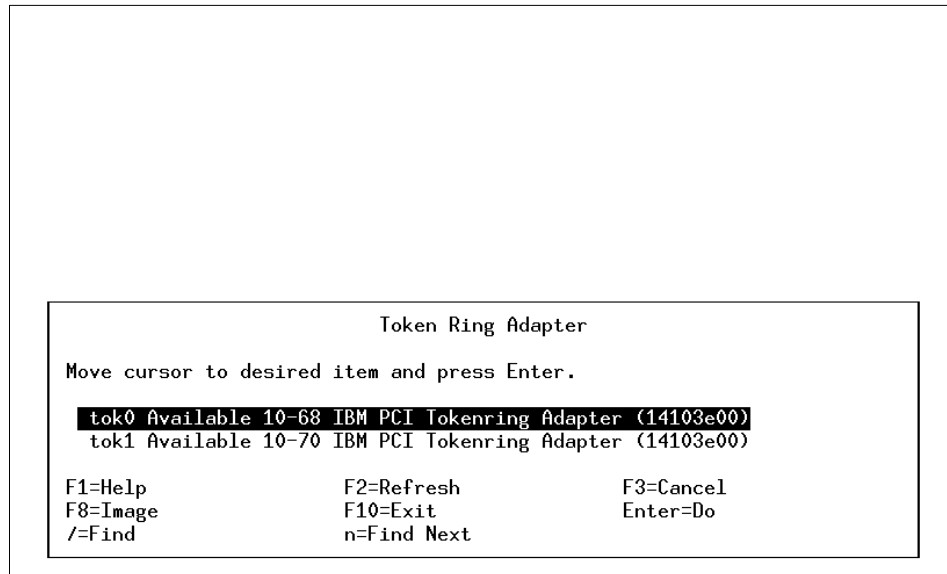 Token Ring Adapter
Move cursor to desired item and press Enter.
tok0 Available 10-68 IBM PCI Tokenring Adapter (14103e00)
tok1 Available 10-70 IBM PCI Tokenring Adapter (14103e00)
F1=Help F2=Refresh F3=Cancel
F8=Image F10=Exit Enter=Do
/=Find n=Find Next